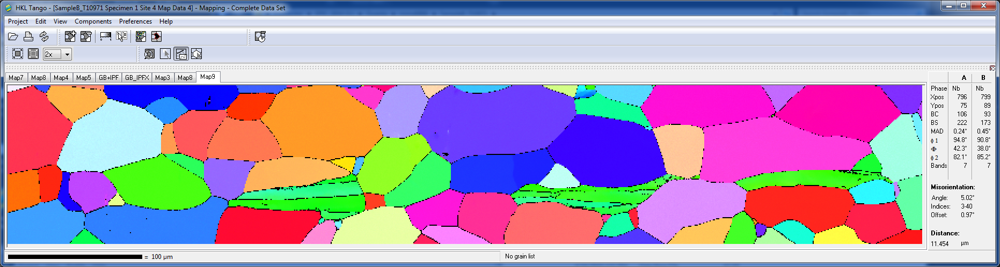 HKL Tango - [SampleB_T10971 Specimen 1 Site 4 Map Data 4] - Mapping - Complete Data Set
Project Edit View Components Preferences Help
2x
Map7 Map8 Map4 Map5 GB+IPF GB_IPFX Map3 Map8 Map9
A B
Phase Nb Nb
Xpos 796 799
Ypos 75 89
BC 106 93
BS 222 173
MAD 0.24° 0.45°
ϕ 1 94.8° 90.8°
Φ 42.3° 38.0°
ϕ 2 82.1° 85.2°
Bands 7 7
Misorientation:
Angle: 5.02°
Indices: 3-40
Offset: 0.97°
Distance:
11.454 µm
= 100 µm
No grain list